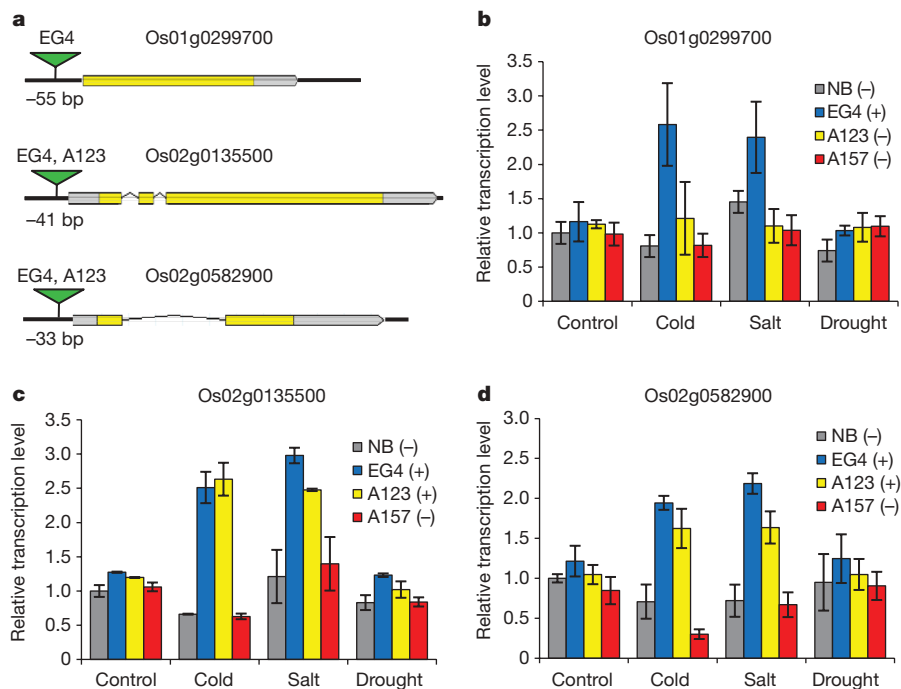 a
EG4 Os01g0299700
–55 bp
EG4, A123 Os02g0135500
–41 bp
EG4, A123 Os02g0582900
–33 bp
b
Os01g0299700
Relative transcription level
3.5
3.0
2.5
2.0
1.5
1.0
0.5
0
NB (–)
EG4 (+)
A123 (–)
A157 (–)
Control Cold Salt Drought
c
Os02g0135500
Relative transcription level
3.5
3.0
2.5
2.0
1.5
1.0
0.5
0
NB (–)
EG4 (+)
A123 (+)
A157 (–)
Control Cold Salt Drought
d
Os02g0582900
Relative transcription level
3.0
2.5
2.0
1.5
1.0
0.5
0
NB (–)
EG4 (+)
A123 (+)
A157 (–)
Control Cold Salt Drought